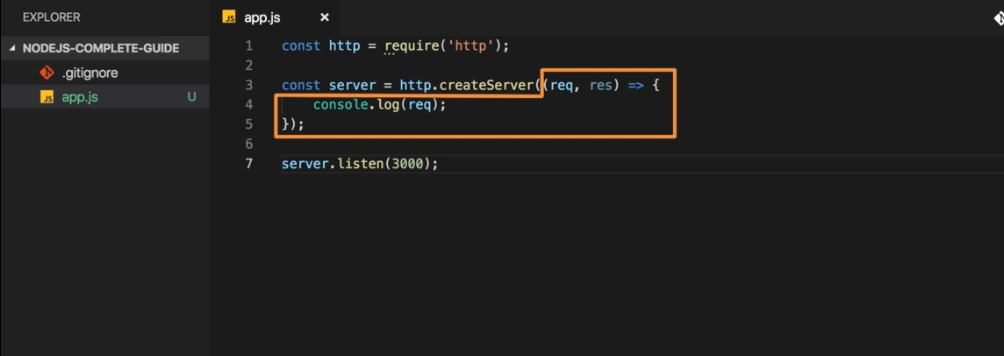 EXPLORER
NODEJS-COMPLETE-GUIDE
.gitignore
JS app.js U
JS app.js ×
1 const http = require('http');
2
3 const server = http.createServer((req, res) => {
4     console.log(req);
5 });
6
7 server.listen(3000);